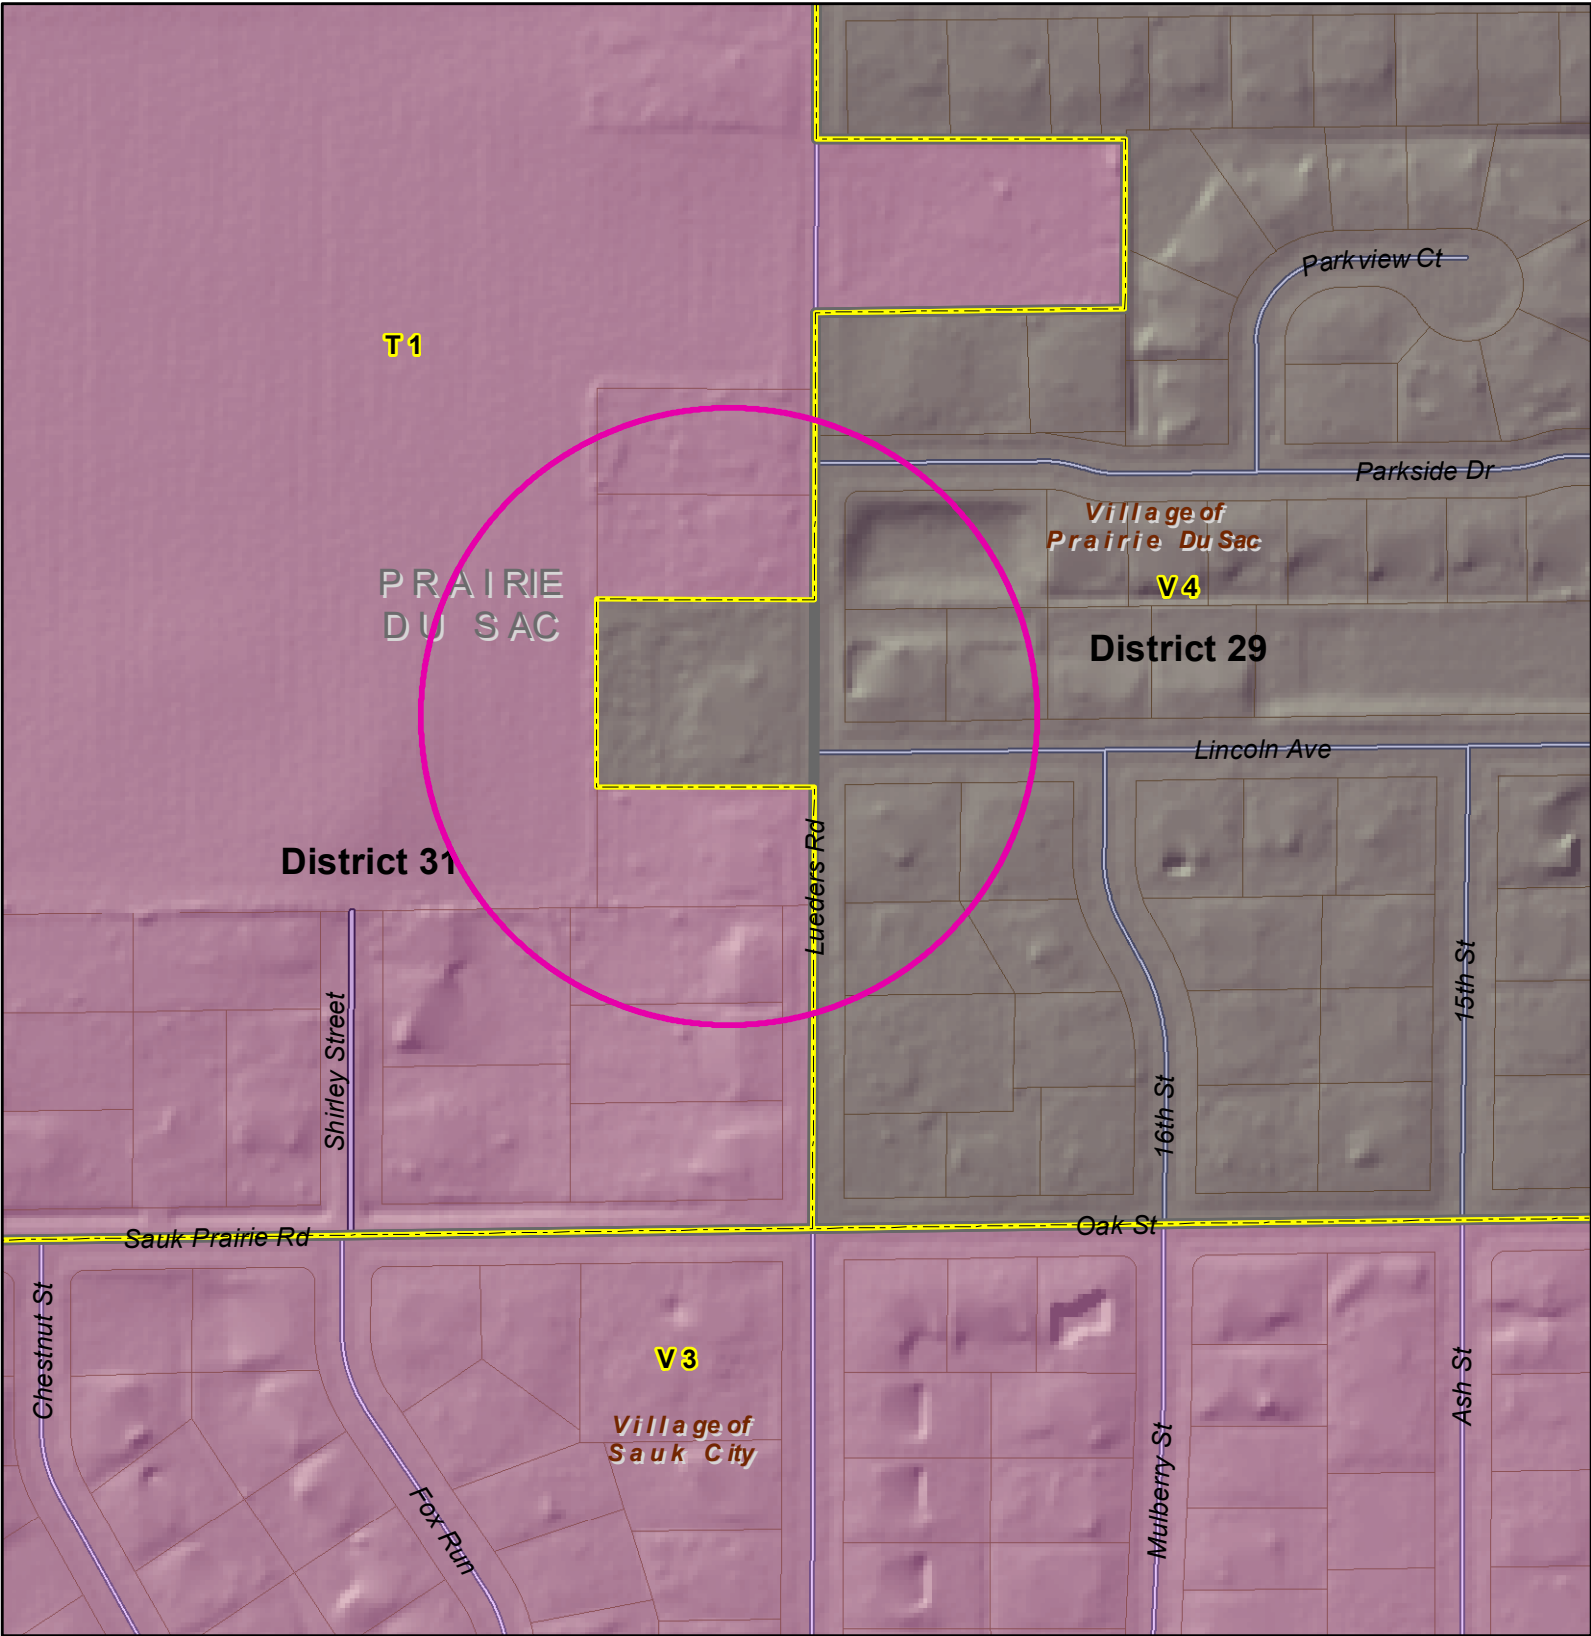 Parkview Ct
T 1
Parkside Dr
Village of
Prairie Du Sac
V 4
PRAIRIE
DU SAC
District 29
Lincoln Ave
District 31
Lueders Rd
Shirley Street
15th St
16th St
Sauk Prairie Rd
Oak St
Chestnut St
V 3
Village of
Sauk City
Ash St
Mulberry St
Fox Run